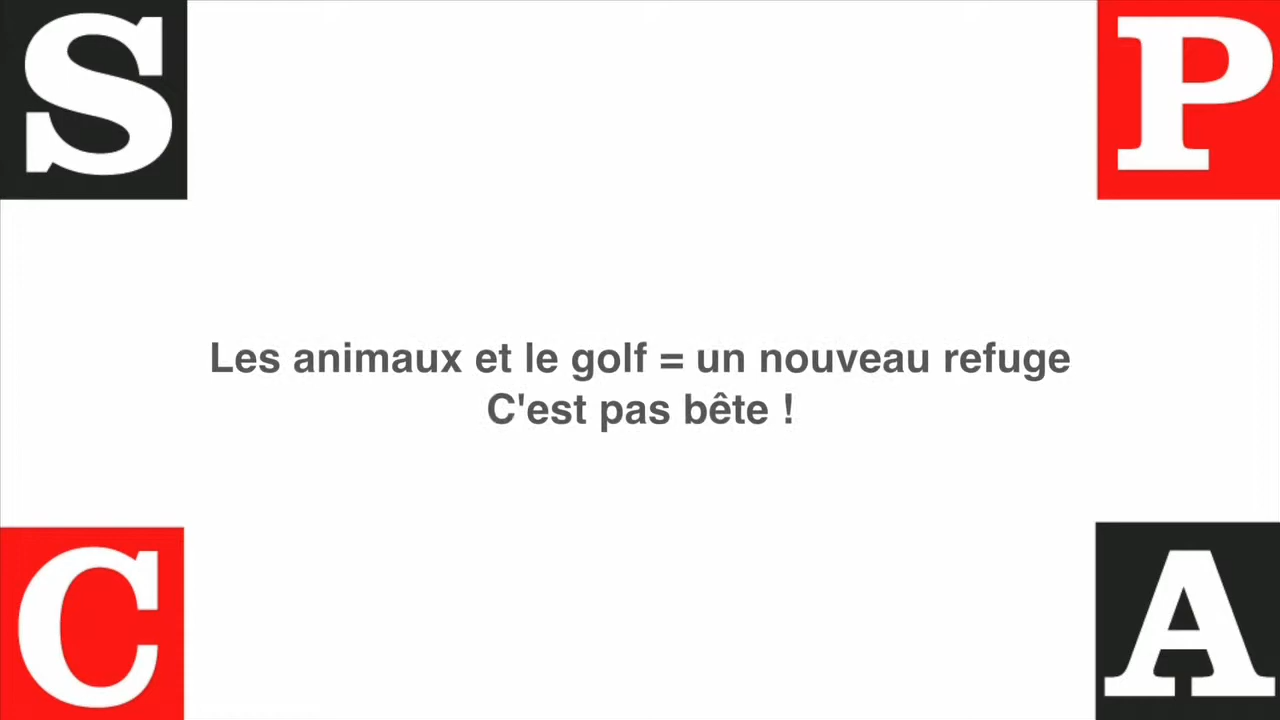 S P
Les animaux et le golf = un nouveau refuge
C'est pas bête !
C A